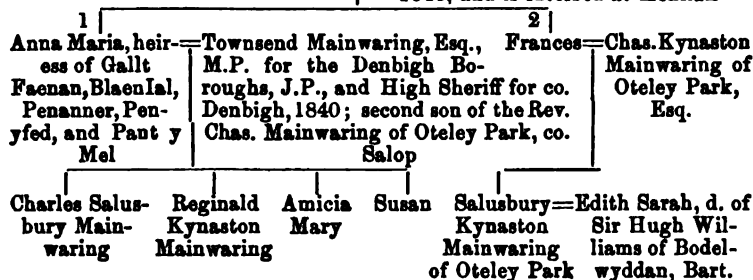 1 2
Anna Maria, heir-=Townsend Mainwaring, Esq., Frances=Chas. Kynaston
ess of Gallt M.P. for the Denbigh Bo- Mainwaring of
Faenan, Blaen Ial, roughs, J.P., and High Sheriff for co. Oteley Park,
Penanner, Pen- Denbigh, 1840; second son of the Rev. Esq.
yfed, and Pant y Chas. Mainwaring of Oteley Park, co.
Mel Salop
Charles Salus- Reginald Amicia Susan Salusbury=Edith Sarah, d. of
bury Main- Kynaston Mary Kynaston Sir Hugh Wil-
waring Mainwaring Mainwaring liams of Bodel-
of Oteley Park wyddan, Bart.